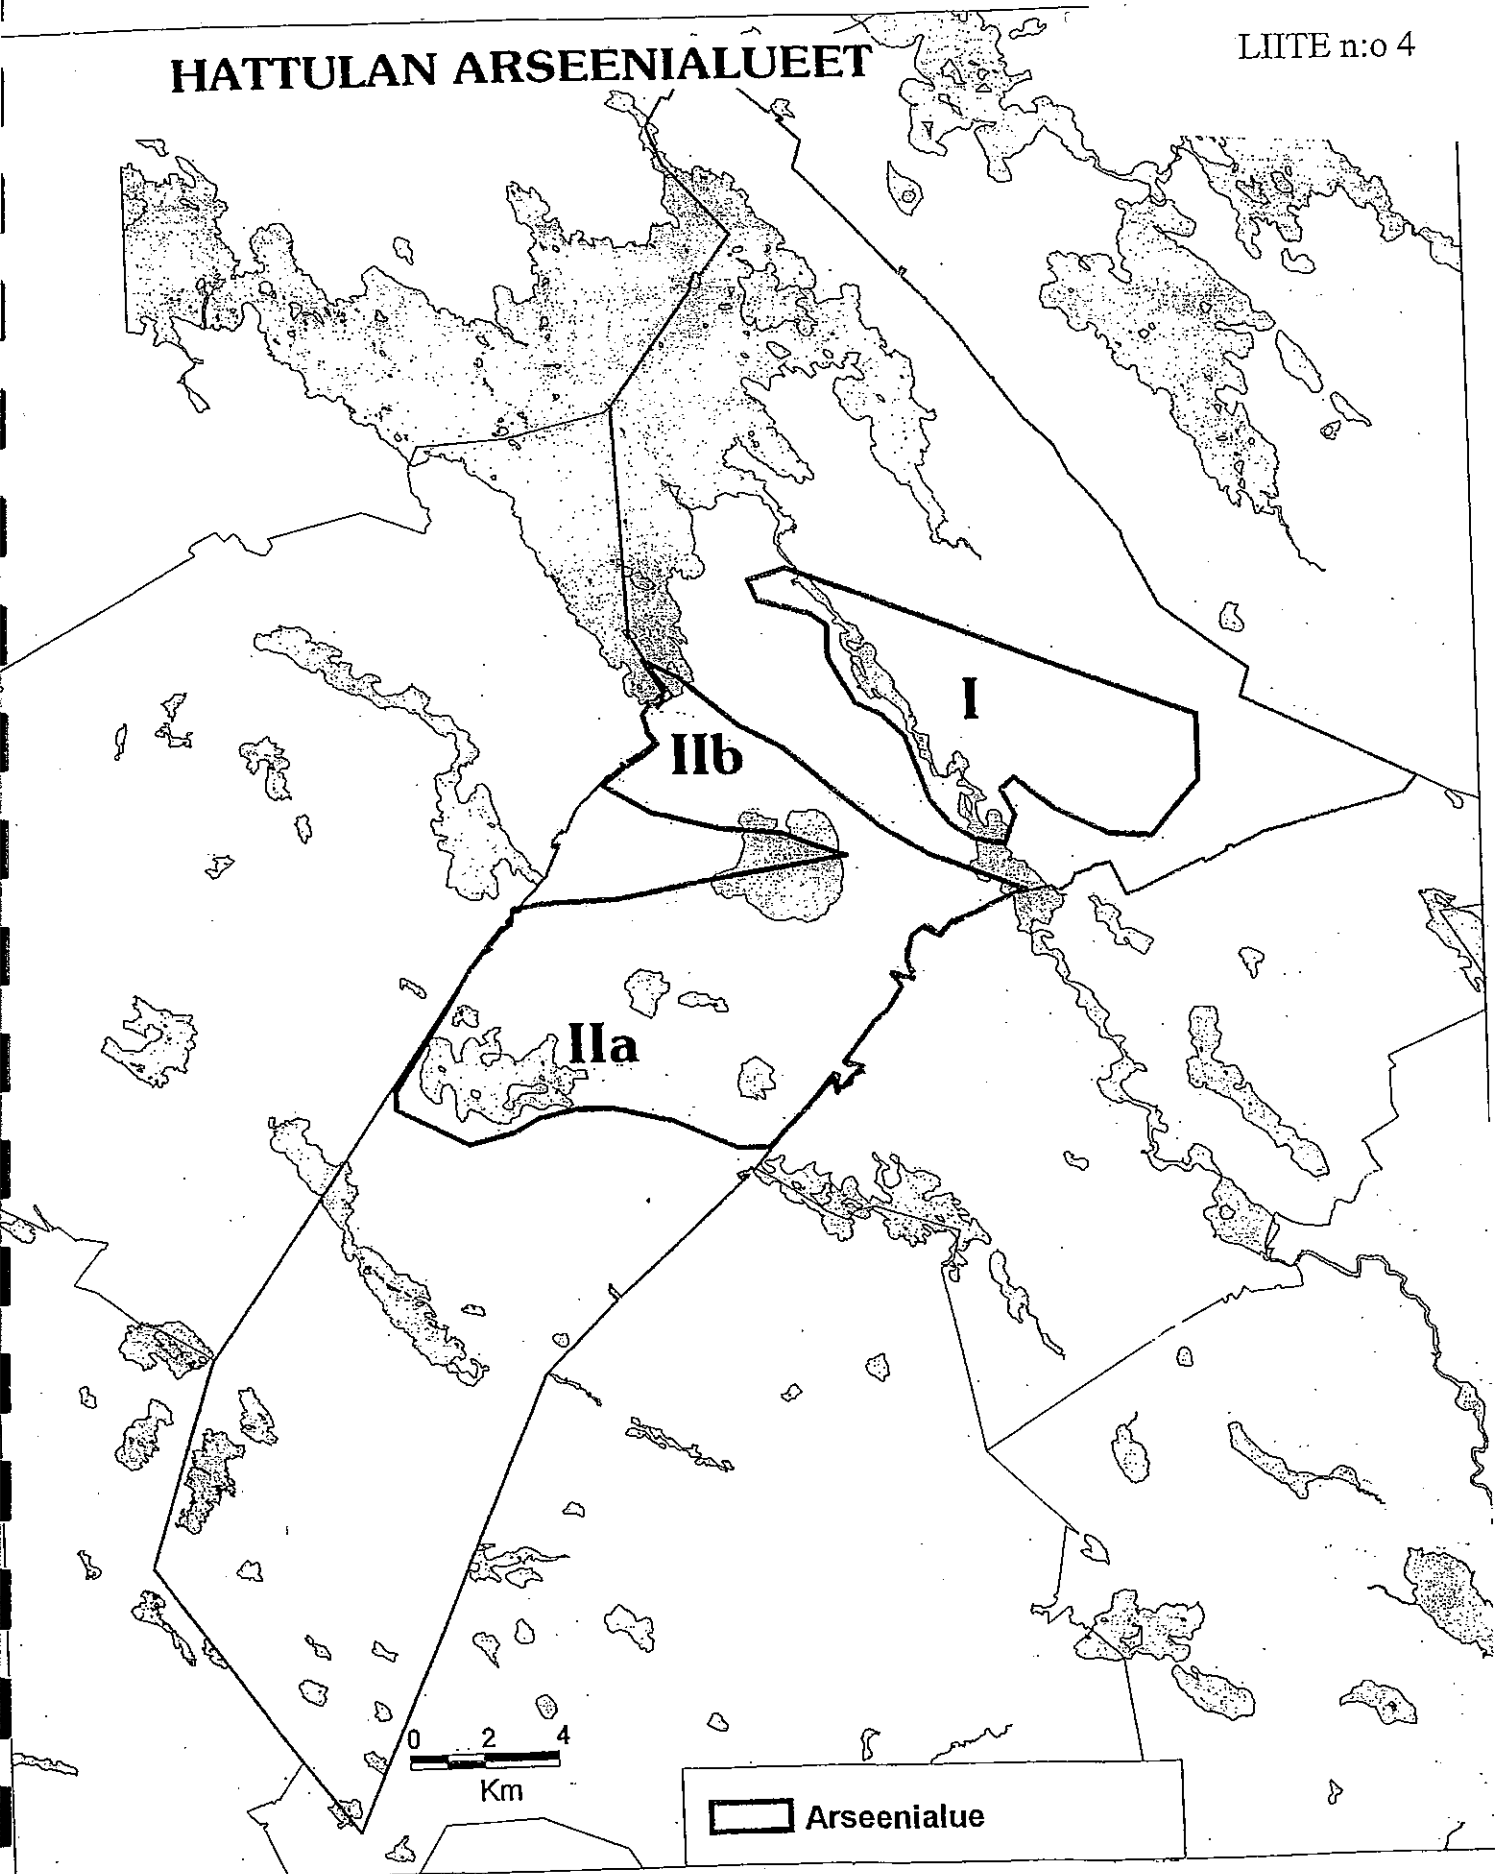 LIITE n:o 4
HATTULAN ARSEENIALUEET
I
IIb
IIa
0 2 4
Km
Arseenialue